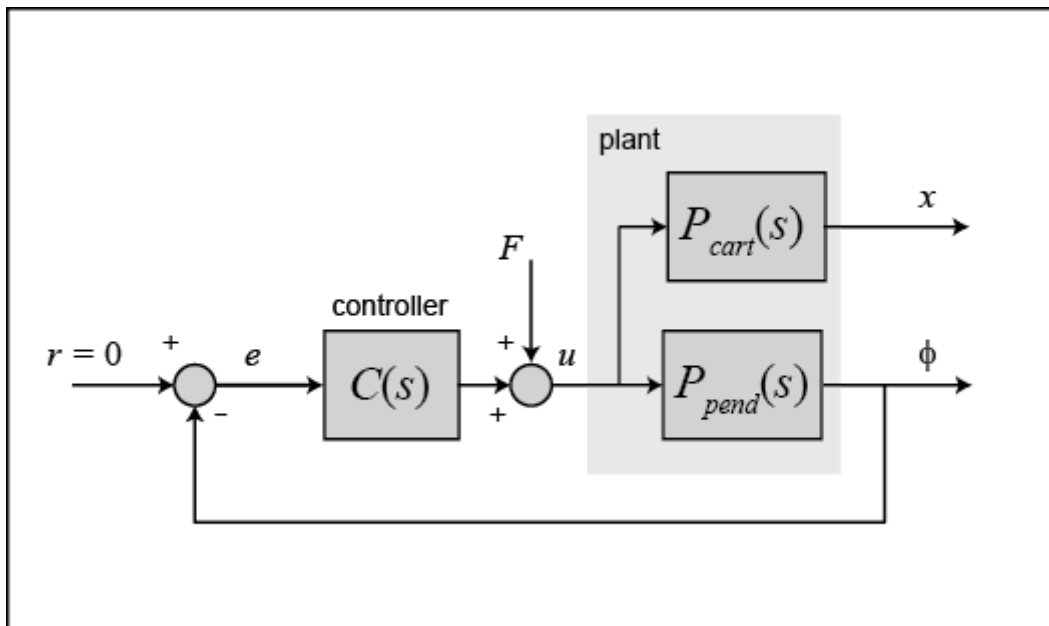 plant
P_cart(s)
x
F
controller
r = 0
+
−
e
C(s)
+
+
u
P_pend(s)
ϕ